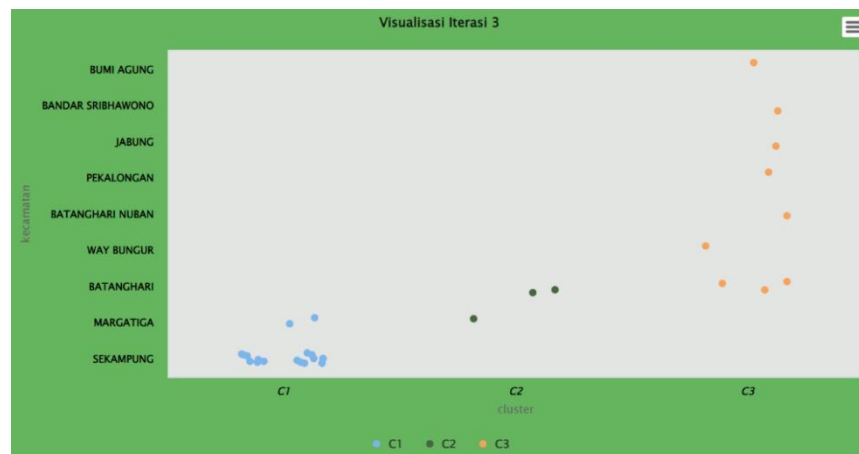 Visualisasi Iterasi 3
kecamatan
BUMI AGUNG
BANDAR SRIBHAWONO
JABUNG
PEKALONGAN
BATANGHARI NUBAN
WAY BUNGUR
BATANGHARI
MARGATIGA
SEKAMPUNG
C1 C2 C3
cluster
C1 C2 C3